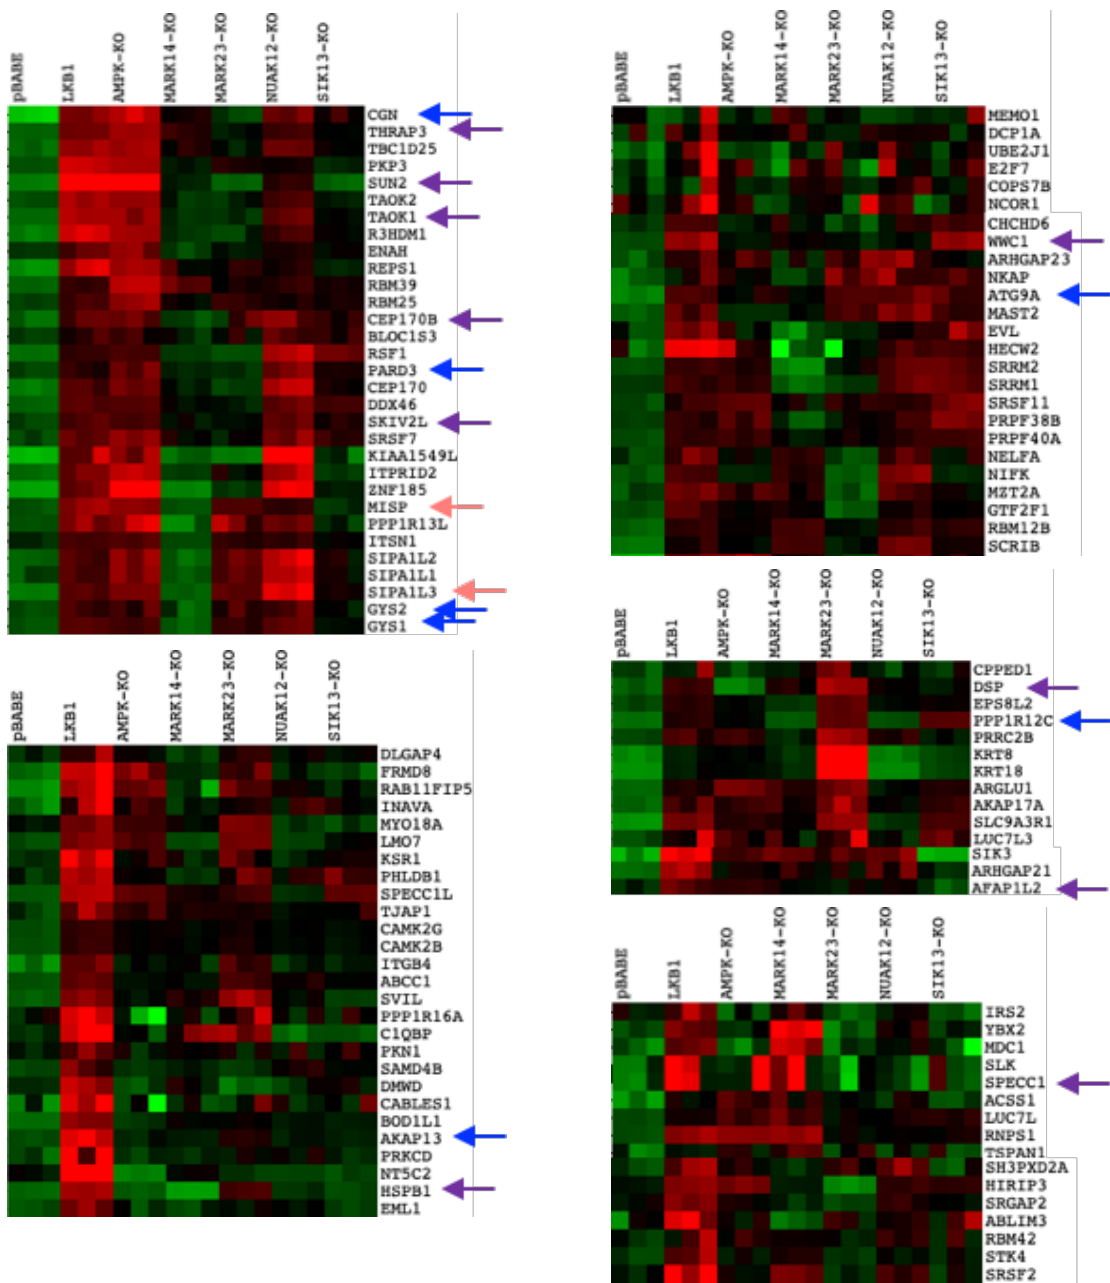 pBABE LKB1 AMPK-KO MARK14-KO MARK23-KO NUAK12-KO SIK13-KO
CGN
THRAP3
TBC1D25
PKP3
SUN2
TAOK2
TAOK1
R3HDM1
ENAH
REPS1
RBM39
RBM25
CEP170B
BLOC1S3
RSF1
PARD3
CEP170
DDX46
SKIV2L
SRSF7
KIAA1549L
ITPRID2
ZNF185
MISP
PPP1R13L
ITSN1
SIPA1L2
SIPA1L1
SIPA1L3
GYS2
GYS1
pBABE LKB1 AMPK-KO MARK14-KO MARK23-KO NUAK12-KO SIK13-KO
DLGAP4
FRMD8
RAB11FIP5
INAVA
MYO18A
LMO7
KSR1
PHLDB1
SPECC1L
TJAP1
CAMK2G
CAMK2B
ITGB4
ABCC1
SVIL
PPP1R16A
C1QBP
PKN1
SAMD4B
DMWD
CABLES1
BOD1L1
AKAP13
PRKCD
NT5C2
HSPB1
EML1
pBABE LKB1 AMPK-KO MARK14-KO MARK23-KO NUAK12-KO SIK13-KO
MEMO1
DCP1A
UBE2J1
E2F7
COPS7B
NCOR1
CHCHD6
WWC1
ARHGAP23
NKAP
ATG9A
MAST2
EVL
HECW2
SRRM2
SRRM1
SRSF11
PRPF38B
PRPF40A
NELFA
NIFK
MZT2A
GTF2F1
RBM12B
SCRIB
pBABE LKB1 AMPK-KO MARK14-KO MARK23-KO NUAK12-KO SIK13-KO
CPPED1
DSP
EPS8L2
PPP1R12C
PRRC2B
KRT8
KRT18
ARGLU1
AKAP17A
SLC9A3R1
LUC7L3
SIK3
ARHGAP21
AFAP1L2
pBABE LKB1 AMPK-KO MARK14-KO MARK23-KO NUAK12-KO SIK13-KO
IRS2
YBX2
MDC1
SLK
SPECC1
ACSS1
LUC7L
RNPS1
TSPAN1
SH3PXD2A
HIRIP3
SRGAP2
ABLIM3
RBM42
STK4
SRSF2